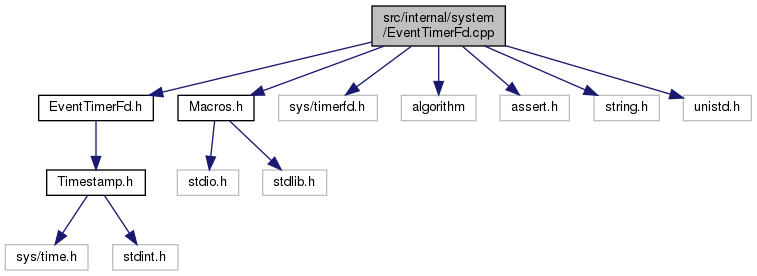 src/internal/system
/EventTimerFd.cpp
EventTimerFd.h
Macros.h
sys/timerfd.h
algorithm
assert.h
string.h
unistd.h
Timestamp.h
stdio.h
stdlib.h
sys/time.h
stdint.h